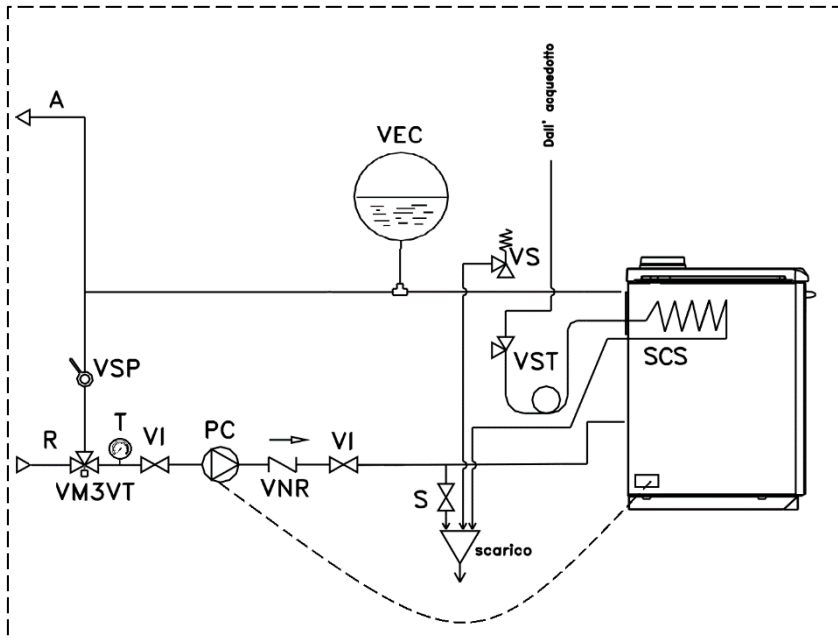 A
VEC
Dall' acquedotto
VS
VST
SCS
VSP
R
T
VI
PC
VNR
VI
VM3VT
S
scarico